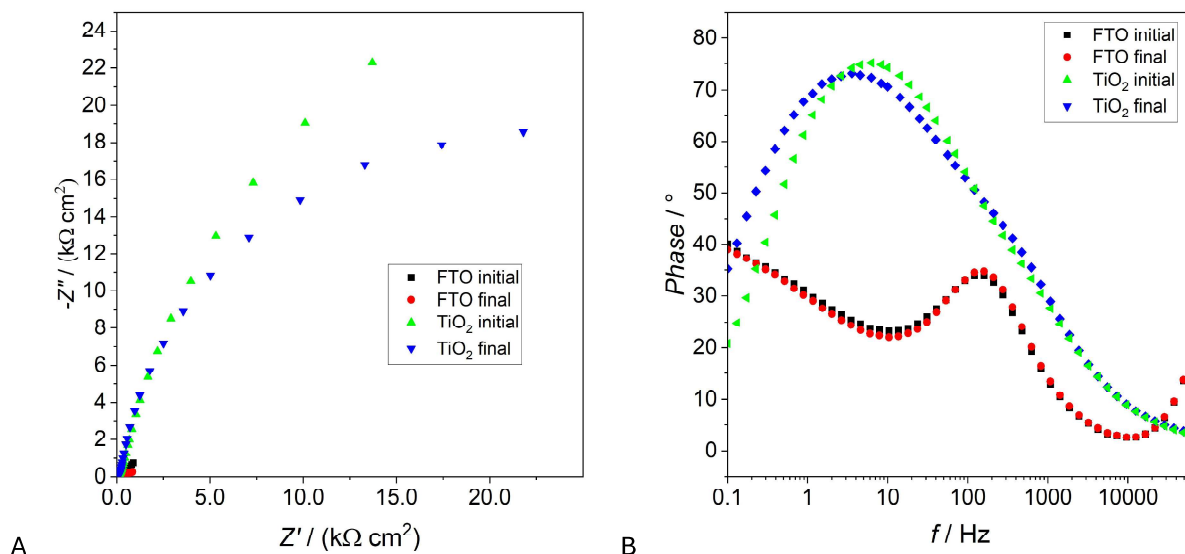 -24
22
20
18
16
14
12
10
8
6
4
2
0
0.0
5.0
10.0
15.0
20.0
-Z″ / (kΩ cm²)
Z′ / (kΩ cm²)
FTO initial
FTO final
TiO₂ initial
TiO₂ final
A
80
70
60
50
40
30
20
10
0
0.1
1
10
100
1000
10000
Phase / °
f / Hz
FTO initial
FTO final
TiO₂ initial
TiO₂ final
B